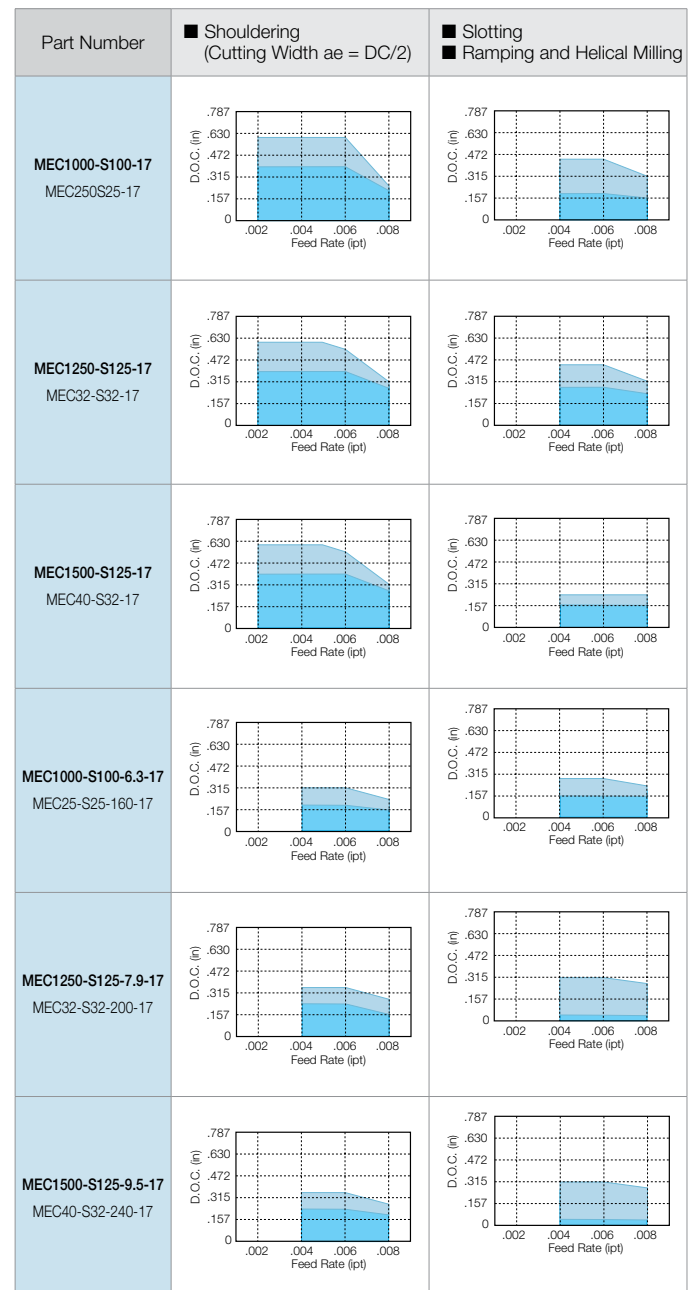 Part Number
■ Shouldering
(Cutting Width ae = DC/2)
■ Slotting
■ Ramping and Helical Milling
MEC1000-S100-17
MEC250S25-17
D.O.C. (in)
.787
.630
.472
.315
.157
0
.002 .004 .006 .008
Feed Rate (ipt)
D.O.C. (in)
.787
.630
.472
.315
.157
0
.002 .004 .006 .008
Feed Rate (ipt)
MEC1250-S125-17
MEC32-S32-17
D.O.C. (in)
.787
.630
.472
.315
.157
0
.002 .004 .006 .008
Feed Rate (ipt)
D.O.C. (in)
.787
.630
.472
.315
.157
0
.002 .004 .006 .008
Feed Rate (ipt)
MEC1500-S125-17
MEC40-S32-17
D.O.C. (in)
.787
.630
.472
.315
.157
0
.002 .004 .006 .008
Feed Rate (ipt)
D.O.C. (in)
.787
.630
.472
.315
.157
0
.002 .004 .006 .008
Feed Rate (ipt)
MEC1000-S100-6.3-17
MEC25-S25-160-17
D.O.C. (in)
.787
.630
.472
.315
.157
0
.002 .004 .006 .008
Feed Rate (ipt)
D.O.C. (in)
.787
.630
.472
.315
.157
0
.002 .004 .006 .008
Feed Rate (ipt)
MEC1250-S125-7.9-17
MEC32-S32-200-17
D.O.C. (in)
.787
.630
.472
.315
.157
0
.002 .004 .006 .008
Feed Rate (ipt)
D.O.C. (in)
.787
.630
.472
.315
.157
0
.002 .004 .006 .008
Feed Rate (ipt)
MEC1500-S125-9.5-17
MEC40-S32-240-17
D.O.C. (in)
.787
.630
.472
.315
.157
0
.002 .004 .006 .008
Feed Rate (ipt)
D.O.C. (in)
.787
.630
.472
.315
.157
0
.002 .004 .006 .008
Feed Rate (ipt)